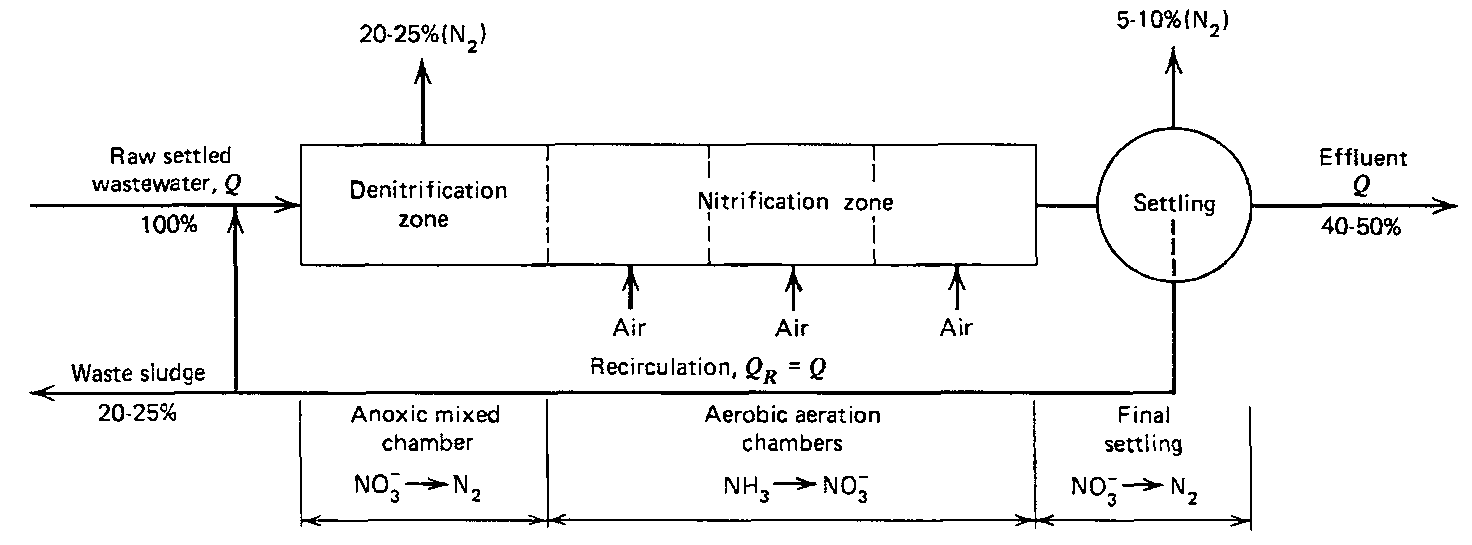 20-25%(N₂)
5-10%(N₂)
Raw settled
wastewater, Q
100%
Denitrification
zone
Nitrification zone
Settling
Effluent
Q
40-50%
Air
Air
Air
Recirculation, Q_R = Q
Waste sludge
20-25%
Anoxic mixed
chamber
NO₃⁻ → N₂
Aerobic aeration
chambers
NH₃ → NO₃⁻
Final
settling
NO₃⁻ → N₂